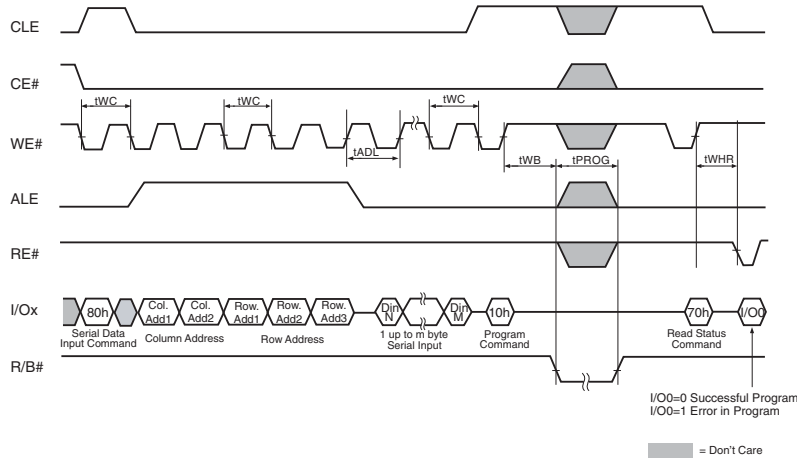 CLE
CE#
tWC tWC tWC
WE#
tADL tWB tPROG tWHR
ALE
RE#
I/Ox 80h Col. Add1 Col. Add2 Row. Add1 Row. Add2 Row. Add3 Din N Din M 10h 70h I/O0
Serial Data
Input Command
Column Address
Row Address
1 up to m byte
Serial Input
Program
Command
Read Status
Command
R/B#
I/O0=0 Successful Program
I/O0=1 Error in Program
= Don't Care